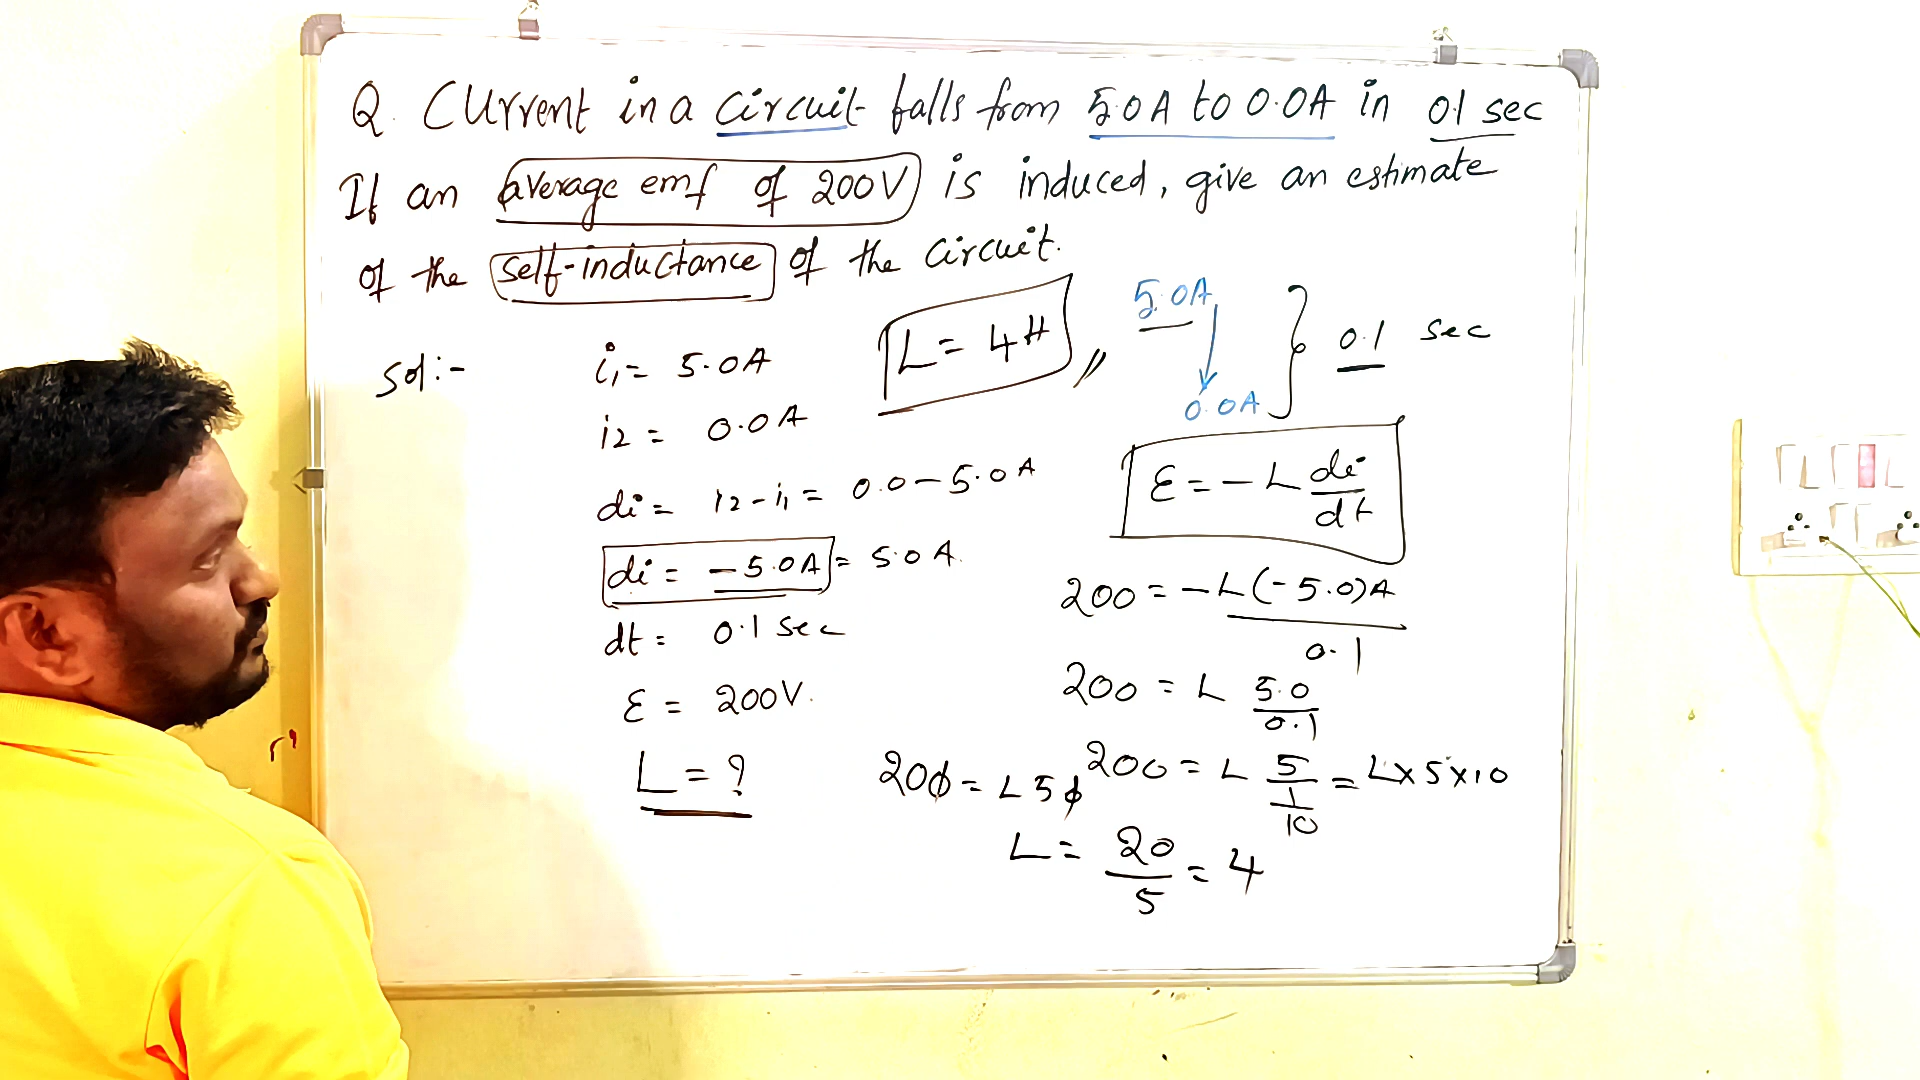 Q. Current in a circuit falls from 5.0A to 0.0A in 0.1 sec
If an average emf of 200V is induced, give an estimate
of the self-inductance of the circuit.
Sol:-
i₁ = 5.0A
i2 = 0.0A
di = i2 - i₁ = 0.0 - 5.0A
di = -5.0A = 5.0A.
dt = 0.1 sec
ε = 200V.
L = ?
L = 4H
5.0A
0.0A
0.1 sec
ε = - L di/dt
200 = - L (-5.0)A / 0.1
200 = L 5.0/0.1
200 = L 5/(1/10) = L x 5 x 10
200 = L 50
L = 20/5 = 4